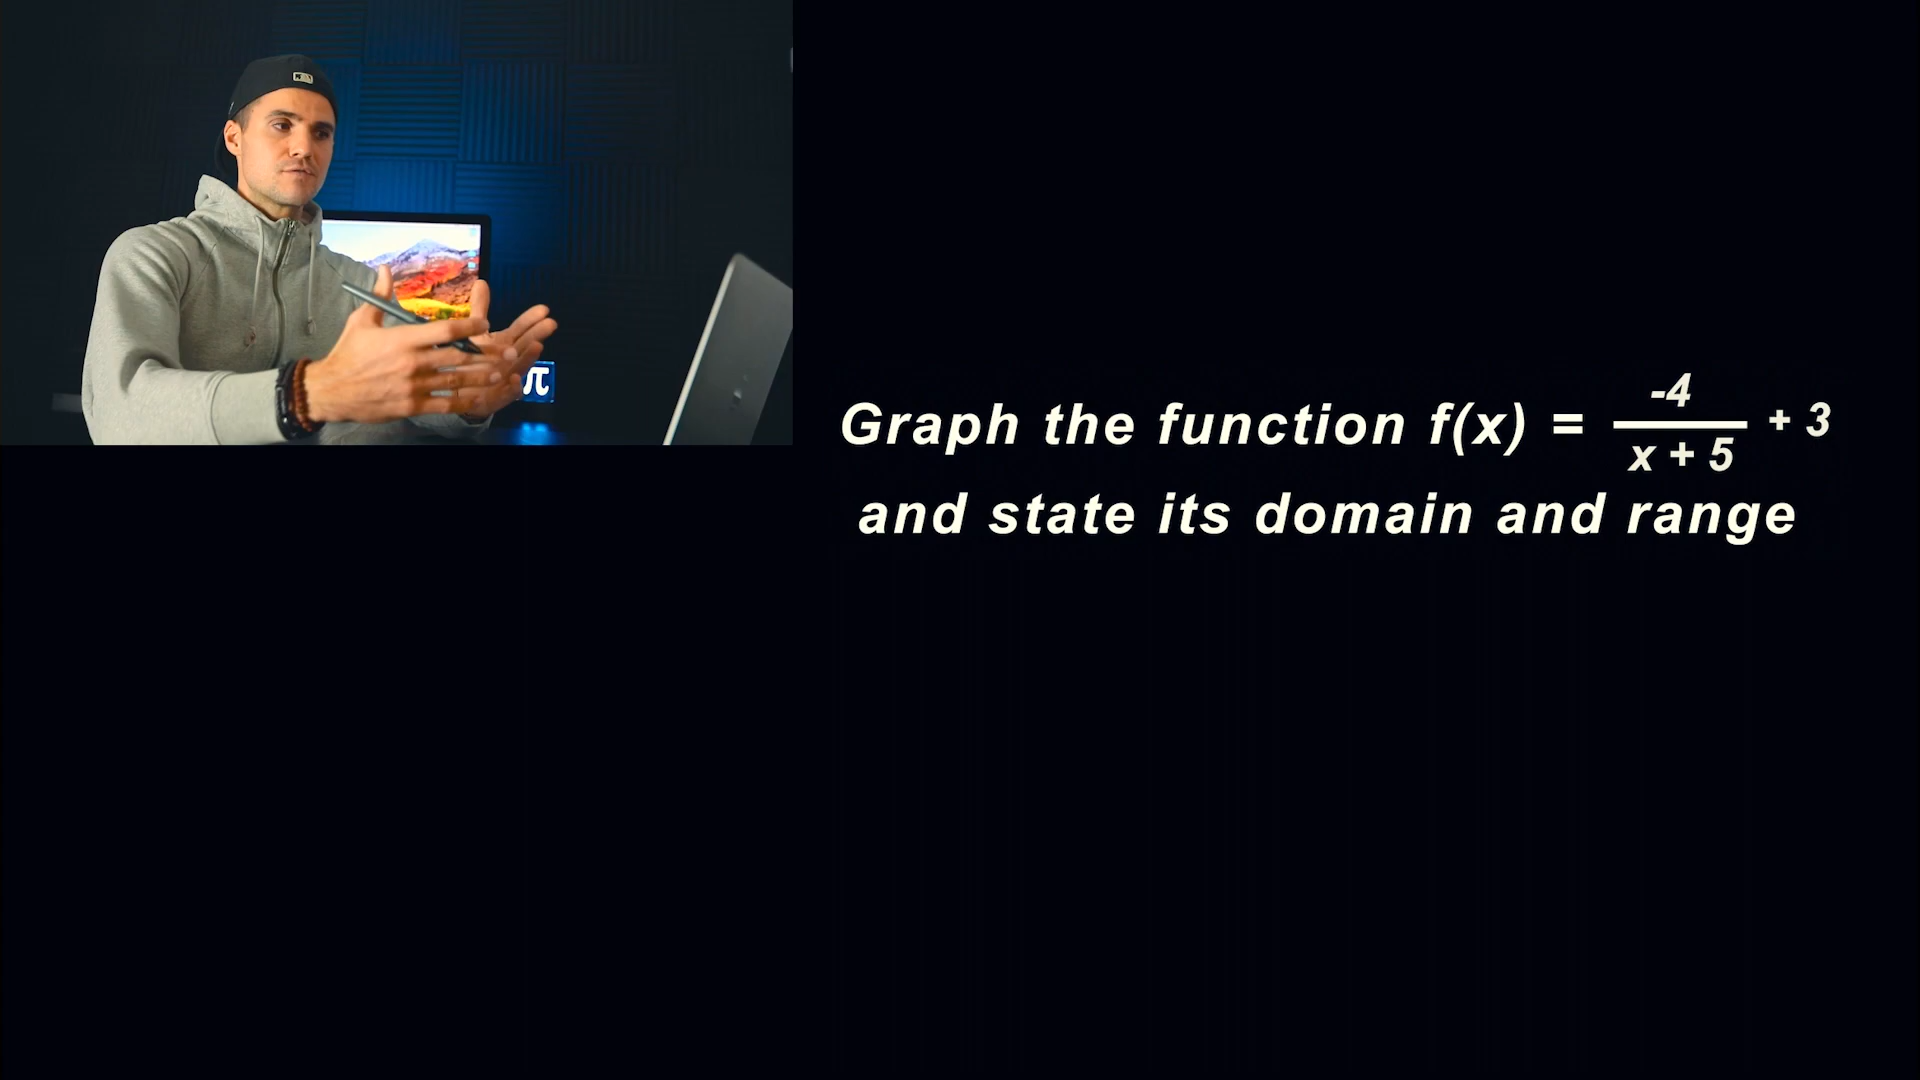 π
Graph the function f(x) = -4/(x + 5) + 3
and state its domain and range